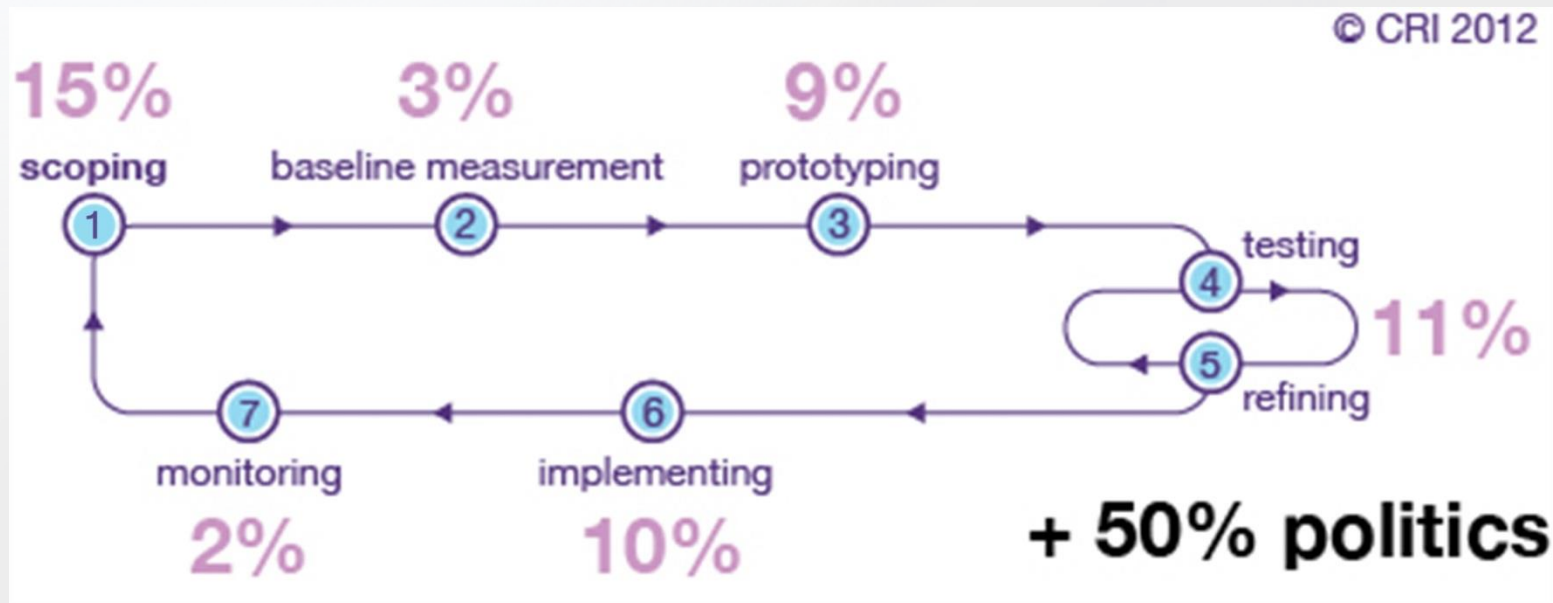 © CRI 2012
15%
3%
9%
scoping
baseline measurement
prototyping
1
2
3
testing
4
11%
5
refining
7
6
monitoring
implementing
2%
10%
+ 50% politics